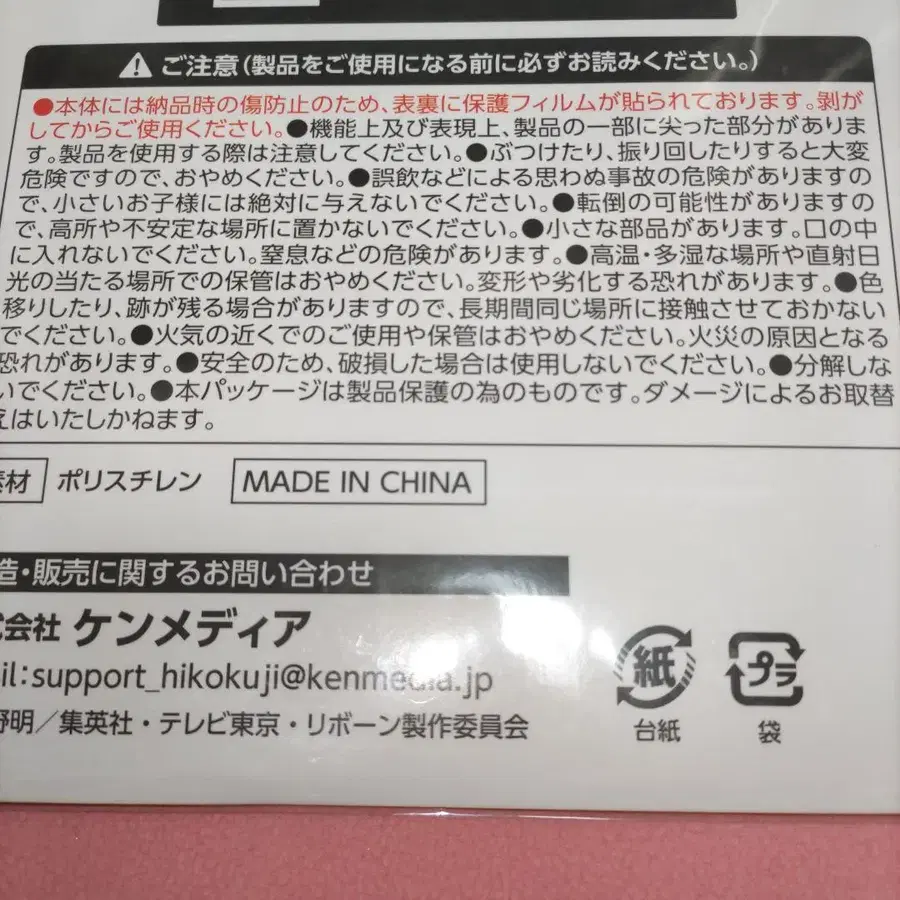 ご注意(製品をご使用になる前に必ずお読みください。)
●本体には納品時の傷防止のため、表裏に保護フィルムが貼られております。剥が
してからご使用ください。●機能上及び表現上、製品の一部に尖った部分がありま
す。製品を使用する際は注意してください。●ぶつけたり、振り回したりすると大変
危険ですので、おやめください。●誤飲などによる思わぬ事故の危険がありますの
で、小さいお子様には絶対に与えないでください。●転倒の可能性がありますの
で、高所や不安定な場所に置かないでください。●小さな部品があります。口の中
に入れないでください。窒息などの危険があります。●高温・多湿な場所や直射日
光の当たる場所での保管はおやめください。変形や劣化する恐れがあります。●色
移りしたり、跡が残る場合がありますので、長期間同じ場所に接触させておかない
でください。●火気の近くでのご使用や保管はおやめください。火災の原因となる
恐れがあります。●安全のため、破損した場合は使用しないでください。●分解しな
いでください。●本パッケージは製品保護の為のものです。ダメージによるお取替
えはいたしかねます。
素材 ポリスチレン MADE IN CHINA
造・販売に関するお問い合わせ
式会社 ケンメディア
il:support_hikokuji@kenmedia.jp
野明/集英社・テレビ東京・リボーン製作委員会
紙 プラ
台紙 袋